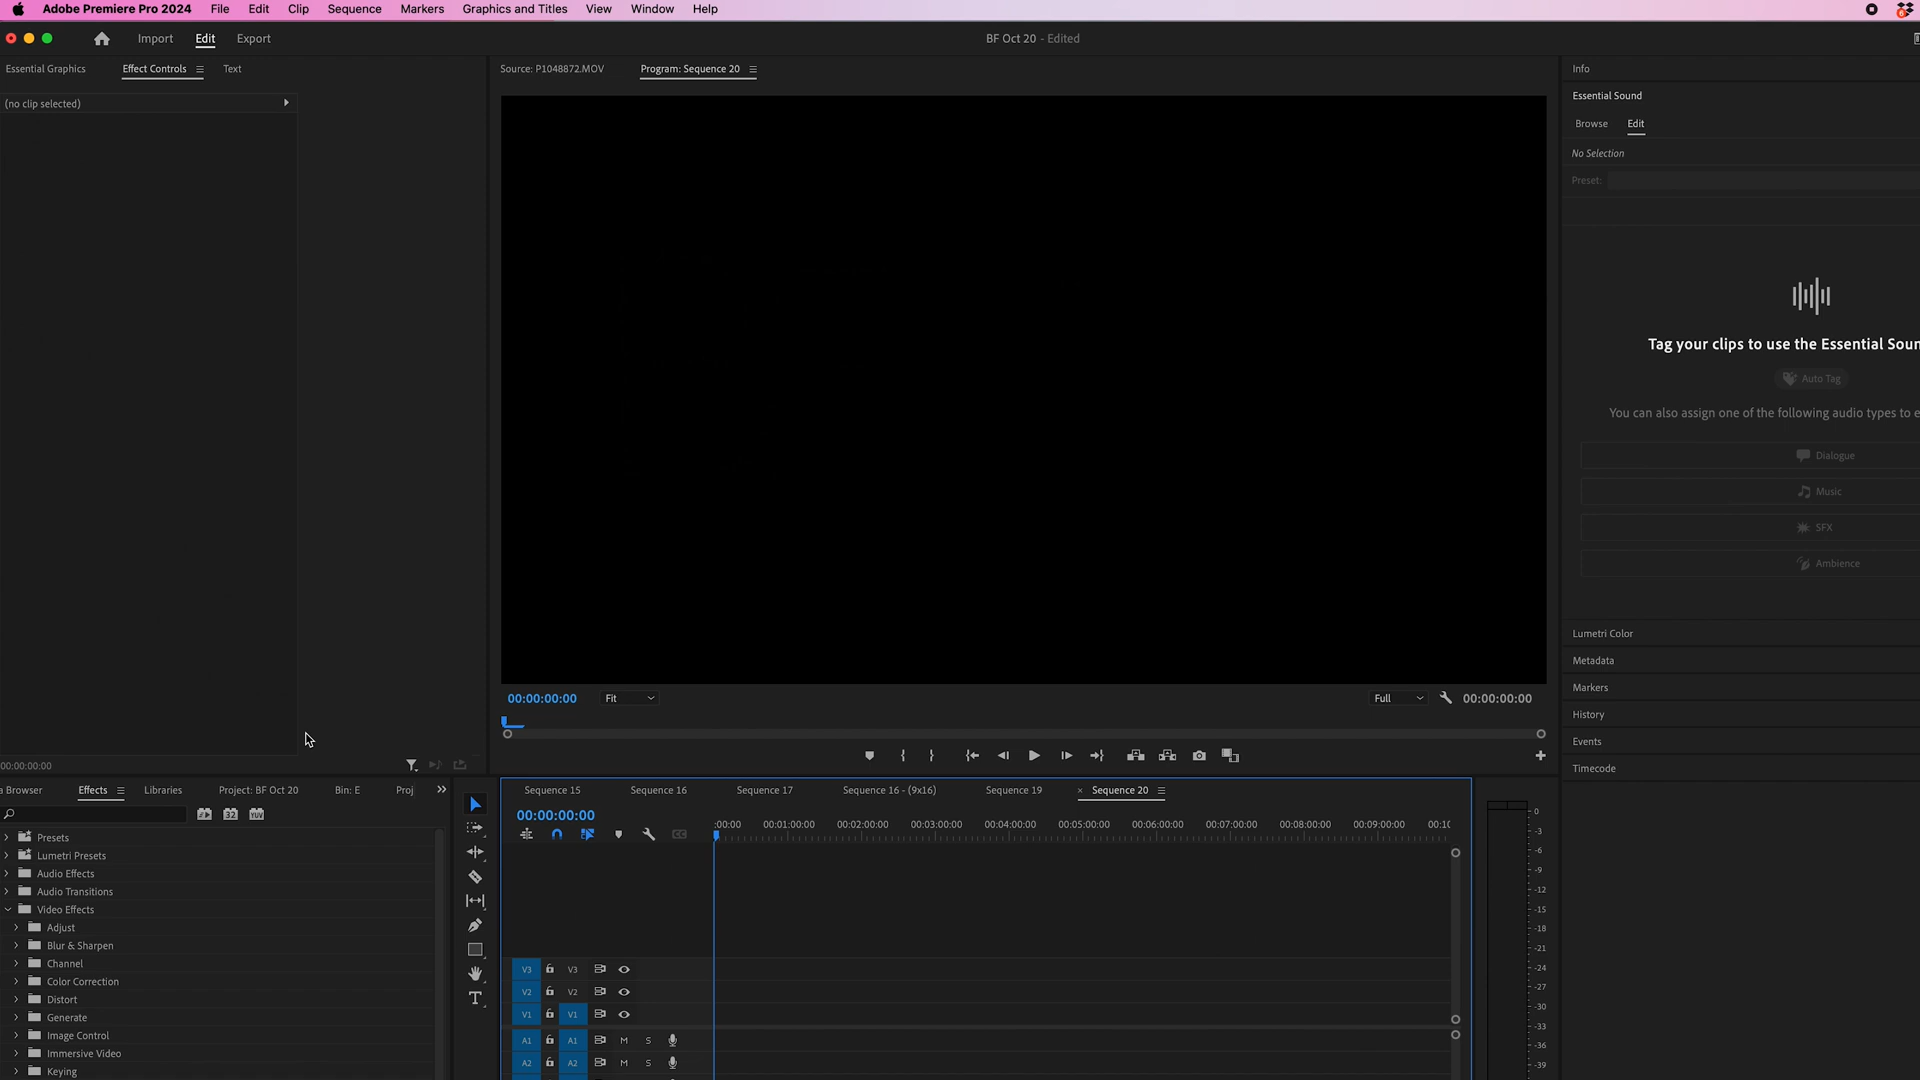 Adobe Premiere Pro 2024 File Edit Clip Sequence Markers Graphics and Titles View Window Help
Import Edit Export BF Oct 20 - Edited
Essential Graphics Effect Controls Text Source: P1048872.MOV Program: Sequence 20 Info
(no clip selected)
Essential Sound
Browse Edit
No Selection
Preset:
Tag your clips to use the Essential Soun
Auto Tag
You can also assign one of the following audio types to e
Dialogue
Music
SFX
Ambience
Lumetri Color
Metadata
Markers
History
Events
Timecode
00:00:00:00 Fit Full 00:00:00:00
00:00:00
a Browser Effects Libraries Project: BF Oct 20 Bin: E Proj
32 YUV
Presets
Lumetri Presets
Audio Effects
Audio Transitions
Video Effects
Adjust
Blur & Sharpen
Channel
Color Correction
Distort
Generate
Image Control
Immersive Video
Keying
T
Sequence 15 Sequence 16 Sequence 17 Sequence 16 - (9x16) Sequence 19 × Sequence 20
00:00:00:00
CC
:00:00 00:01:00:00 00:02:00:00 00:03:00:00 00:04:00:00 00:05:00:00 00:06:00:00 00:07:00:00 00:08:00:00 00:09:00:00 00:10
V3 V3
V2 V2
V1 V1
A1 A1 M S
A2 A2 M S
0
-3
-6
-9
-12
-15
-18
-21
-24
-27
-30
-33
-36
-39